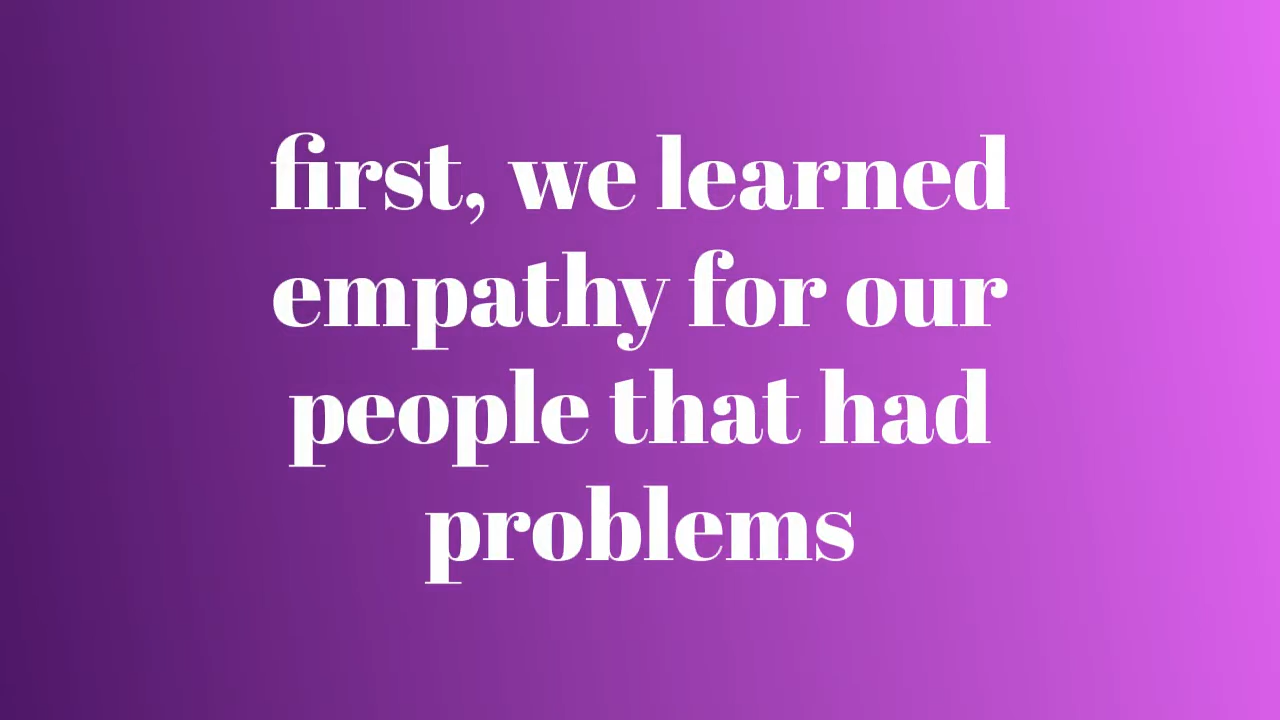 first, we learned
empathy for our
people that had
problems